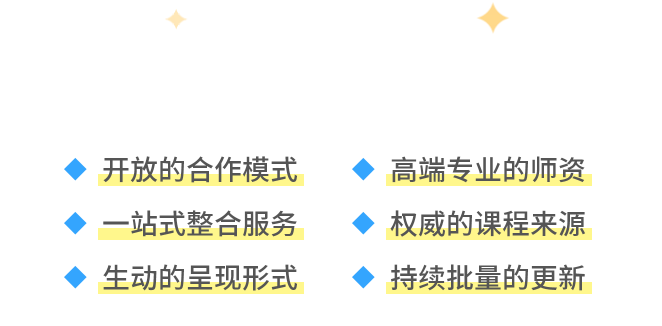 开放的合作模式
高端专业的师资
一站式整合服务
权威的课程来源
生动的呈现形式
持续批量的更新